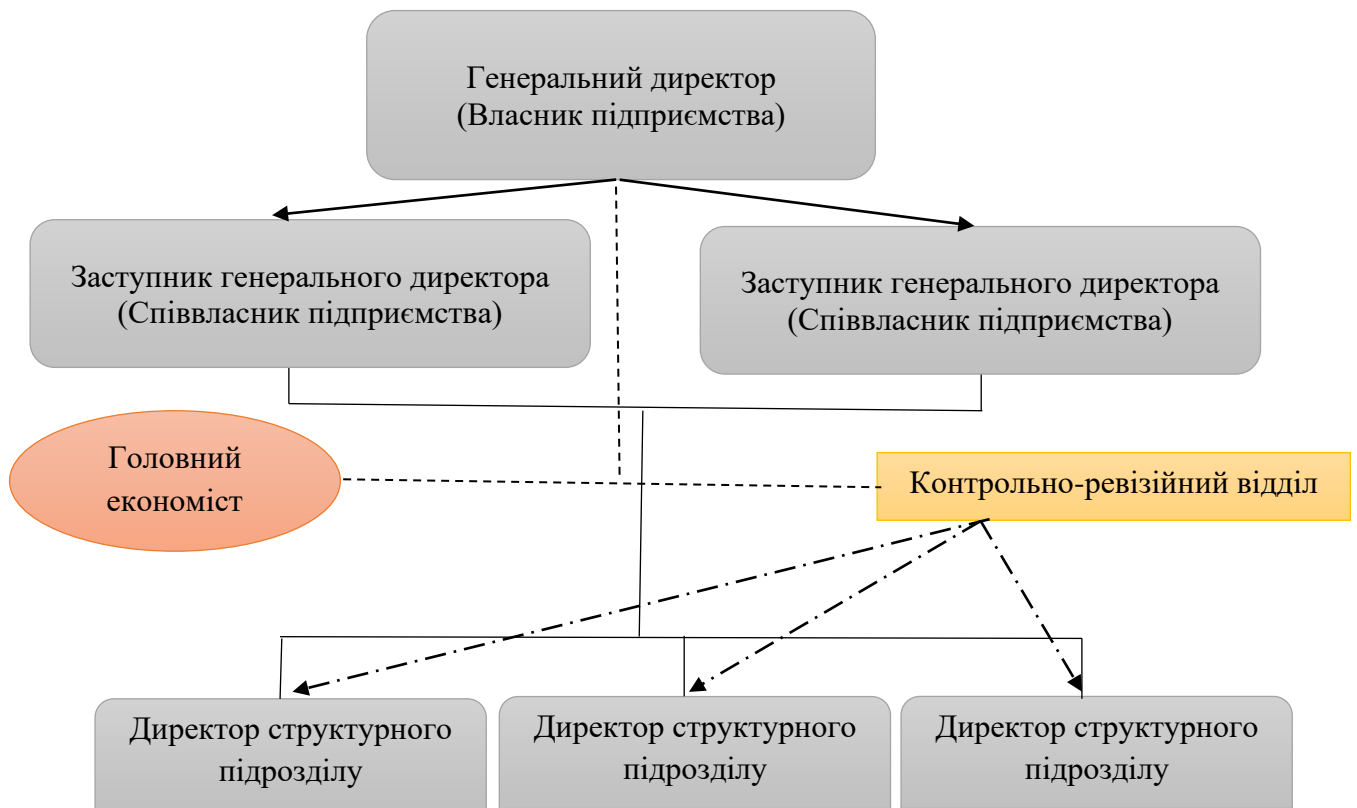 Генеральний директор
(Власник підприємства)
Заступник генерального директора
(Співвласник підприємства)
Заступник генерального директора
(Співвласник підприємства)
Головний
економіст
Контрольно-ревізійний відділ
Директор структурного
підрозділу
Директор структурного
підрозділу
Директор структурного
підрозділу